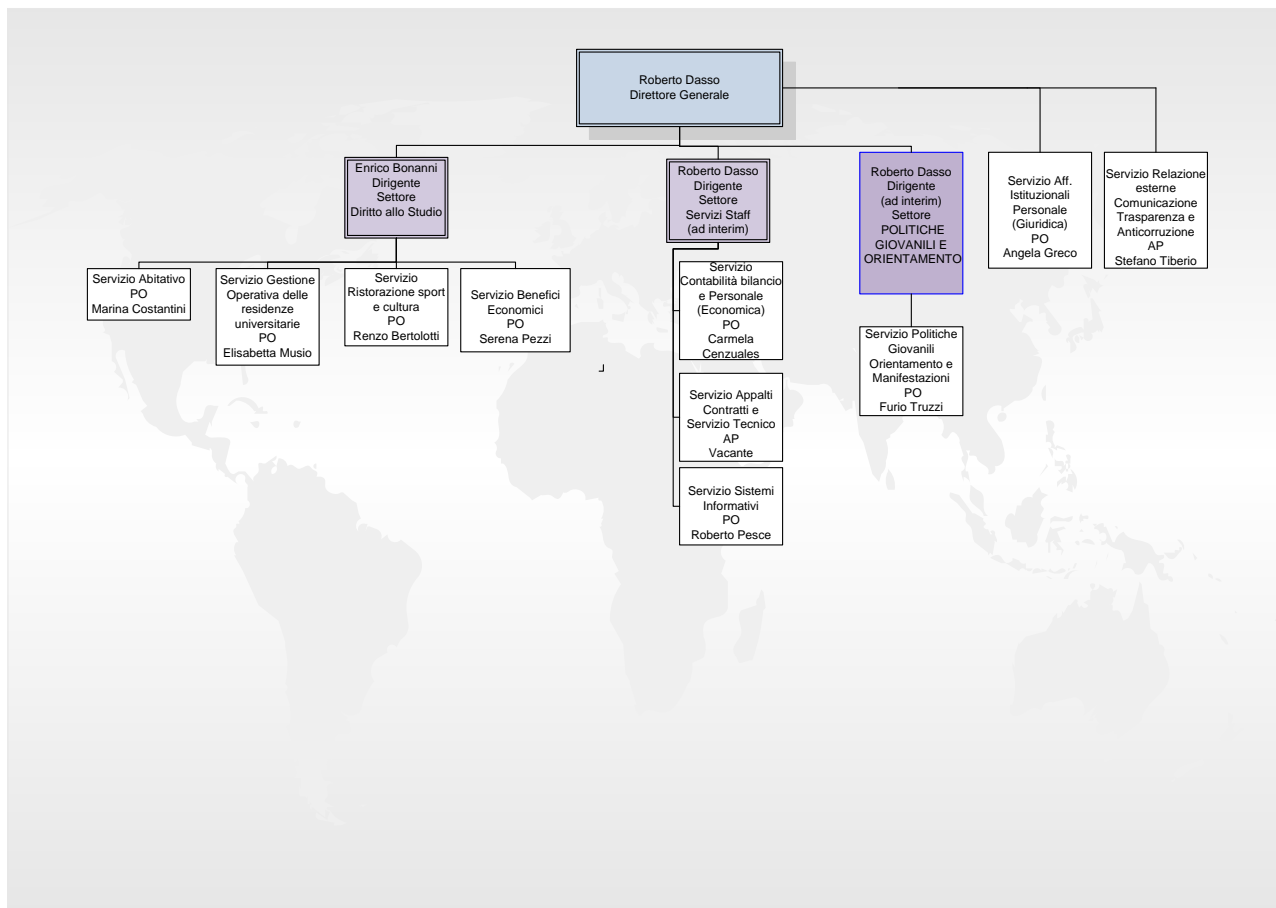 Roberto Dasso
Direttore Generale
Enrico Bonanni
Dirigente
Settore
Diritto allo Studio
Roberto Dasso
Dirigente
Settore
Servizi Staff
(ad interim)
Roberto Dasso
Dirigente
(ad interim)
Settore
POLITICHE
GIOVANILI E
ORIENTAMENTO
Servizio Aff.
Istituzionali
Personale
(Giuridica)
PO
Angela Greco
Servizio Relazione
esterne
Comunicazione
Trasparenza e
Anticorruzione
AP
Stefano Tiberio
Servizio Abitativo
PO
Marina Costantini
Servizio Gestione
Operativa delle
residenze
universitarie
PO
Elisabetta Musio
Servizio
Ristorazione sport
e cultura
PO
Renzo Bertolotti
Servizio Benefici
Economici
PO
Serena Pezzi
Servizio
Contabilità bilancio
e Personale
(Economica)
PO
Carmela
Cenzuales
Servizio Appalti
Contratti e
Servizio Tecnico
AP
Vacante
Servizio Sistemi
Informativi
PO
Roberto Pesce
Servizio Politiche
Giovanili
Orientamento e
Manifestazioni
PO
Furio Truzzi